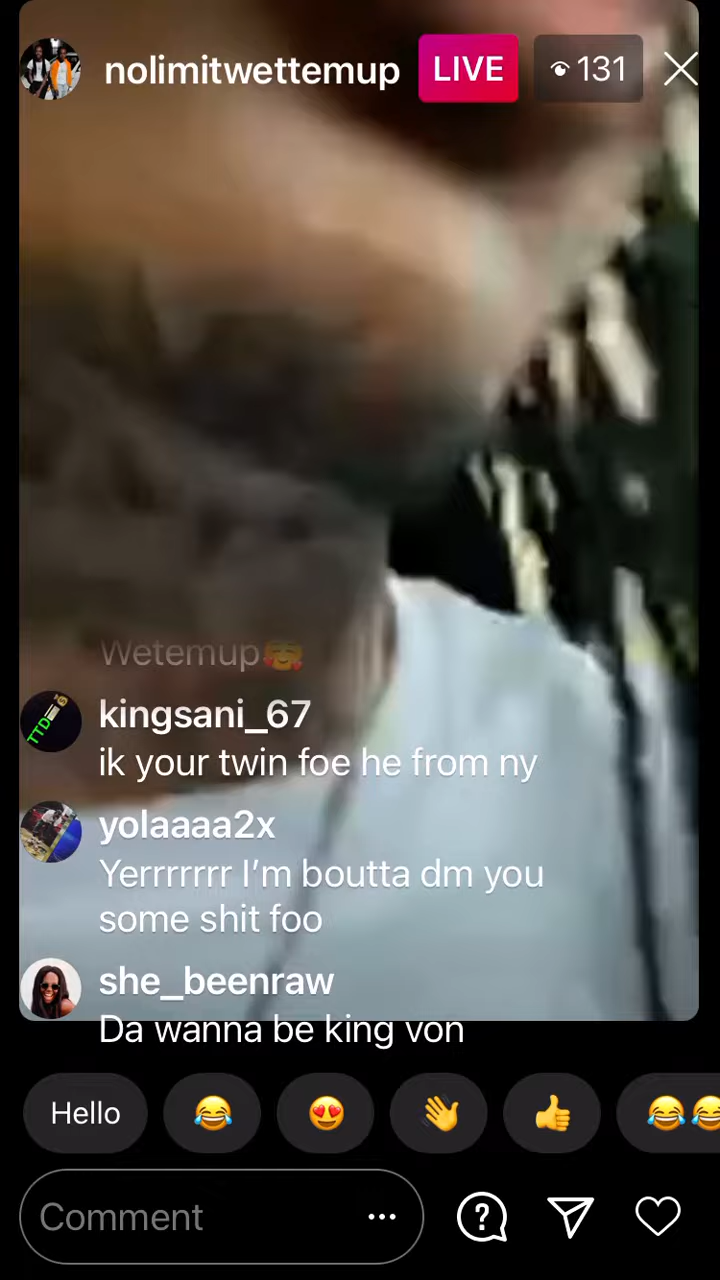 nolimitwettemup LIVE 131
Wetemup🥰
kingsani_67
ik your twin foe he from ny
TTD
yolaaaa2x
Yerrrrrrr I’m boutta dm you
some shit foo
she_beenraw
Da wanna be king von
Hello 😂 😍 👋 👍 😂😂
Comment